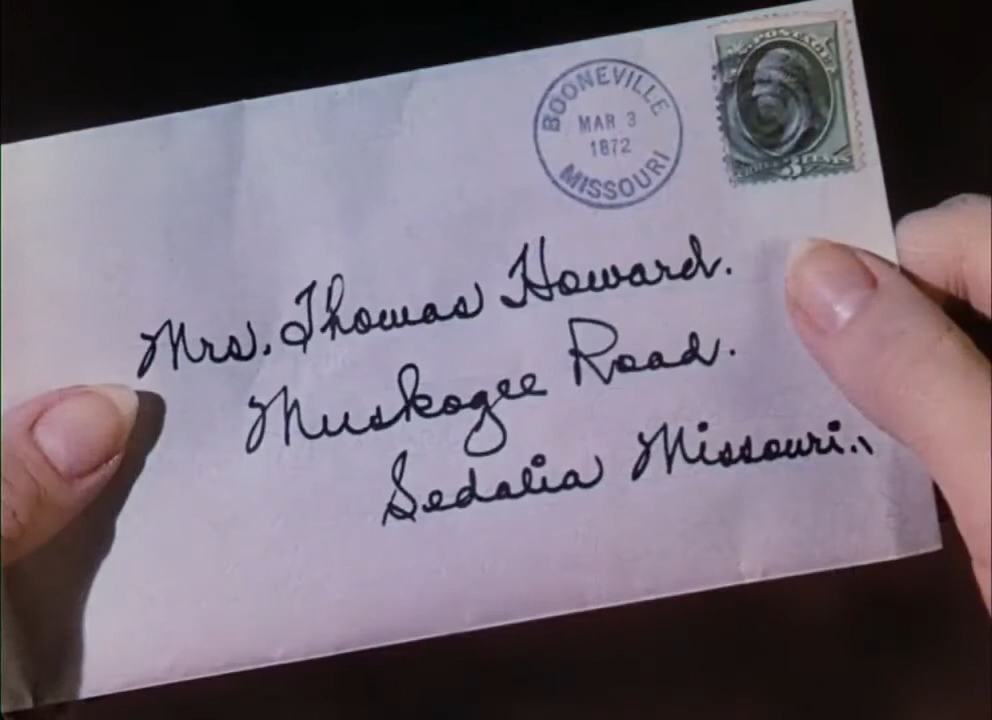 BOONEVILLE
MAR 3
1872
MISSOURI
Mrs. Thomas Howard.
Muskogee Road.
Sedalia Missouri.